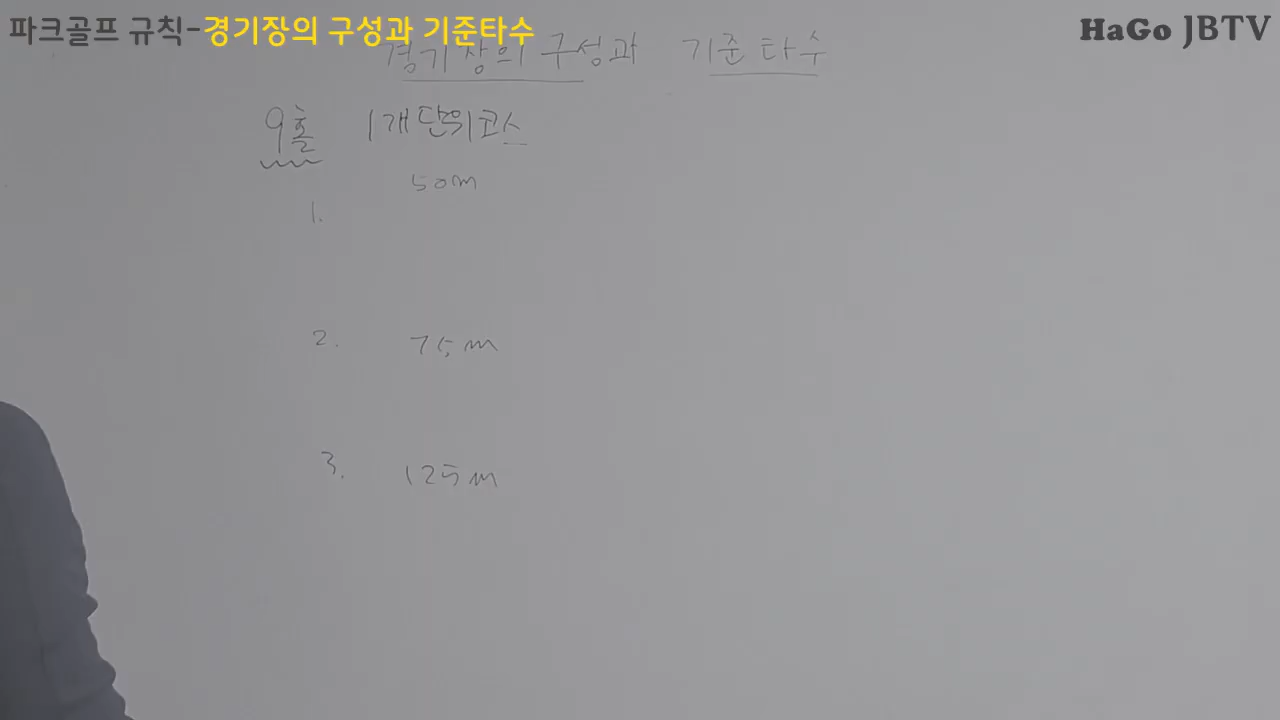 파크골프 규칙-경기장의 구성과 기준타수
HaGo JBTV
경기장의 구성과 기준타수
9홀 1개 단위코스
50m
1.
2. 75m
3. 125m